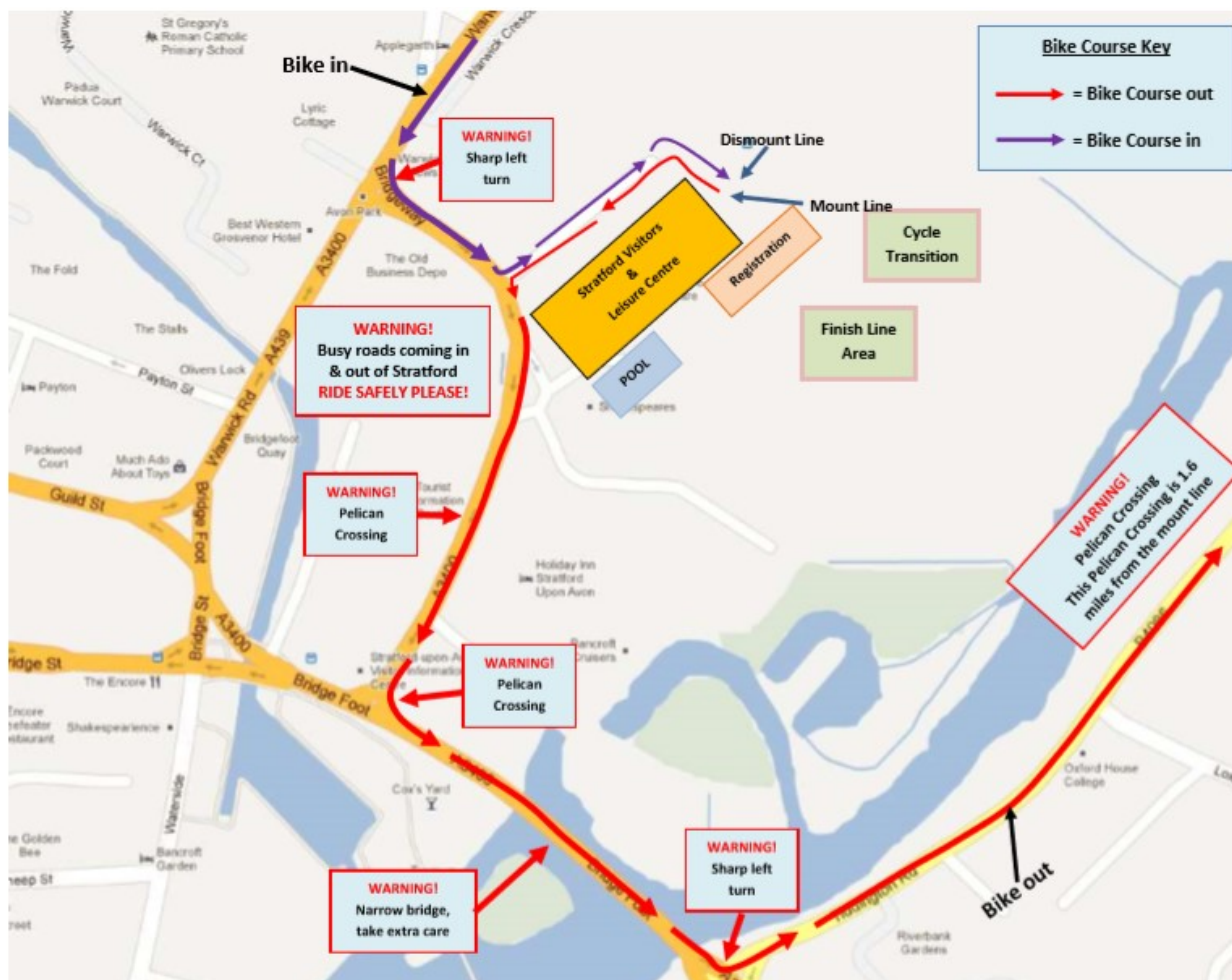 St Gregory's
Roman Catholic
Primary School
Applegarth
Warwick Crescent
Bike in
Padua
Warwick Court
Warwick Ct
Lyric
Cottage
Bike Course Key
= Bike Course out
= Bike Course in
WARNING!
Sharp left
turn
Dismount Line
Mount Line
Bridgeway
Avon Park
Best Western
Grosvenor Hotel
A3400
The Old
Business Depo
The Fold
Stratford Visitors
&
Leisure Centre
Registration
Cycle
Transition
Finish Line
Area
POOL
WARNING!
Busy roads coming in
& out of Stratford
RIDE SAFELY PLEASE!
The Stalls
Olivers Lock
A439
Payton
Payton St
Warwick Rd
Bridgefoot
Quay
Packwood
Court
Much Ado
About Toys
Guild St
Bridge Foot
WARNING!
Pelican
Crossing
Tourist
WARNING!
Pelican Crossing
This Pelican Crossing is 1.6
miles from the mount line
A3400
Holiday Inn
Stratford
Upon Avon
A3400
Bridge St
Bridge Foot
The Encore
Shakespearience
WARNING!
Pelican
Crossing
Oxford House
College
Cox's Yard
Waterside
Bancroft
Garden
WARNING!
Narrow bridge,
take extra care
WARNING!
Sharp left
turn
Bridge Foot
Bike out
Riverbank
Gardens